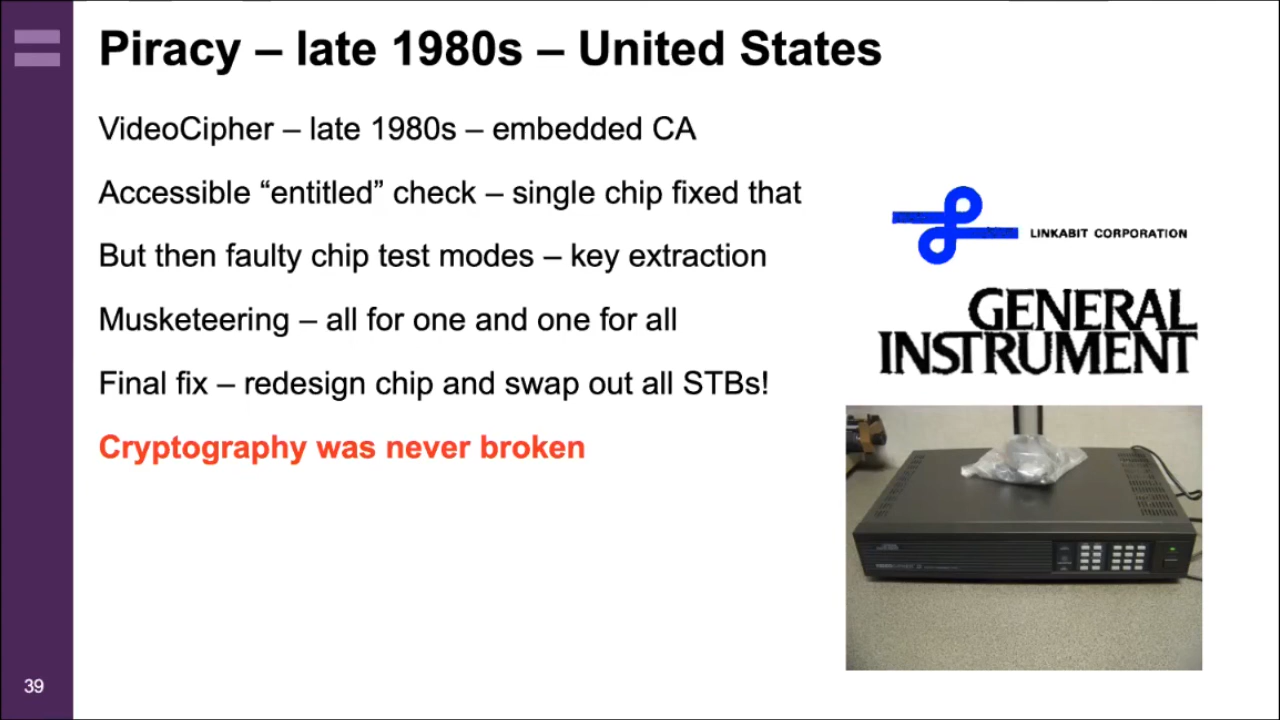 Piracy – late 1980s – United States
VideoCipher – late 1980s – embedded CA
Accessible “entitled” check – single chip fixed that
But then faulty chip test modes – key extraction
Musketeering – all for one and one for all
Final fix – redesign chip and swap out all STBs!
Cryptography was never broken
LINKABIT CORPORATION
GENERAL
INSTRUMENT
39